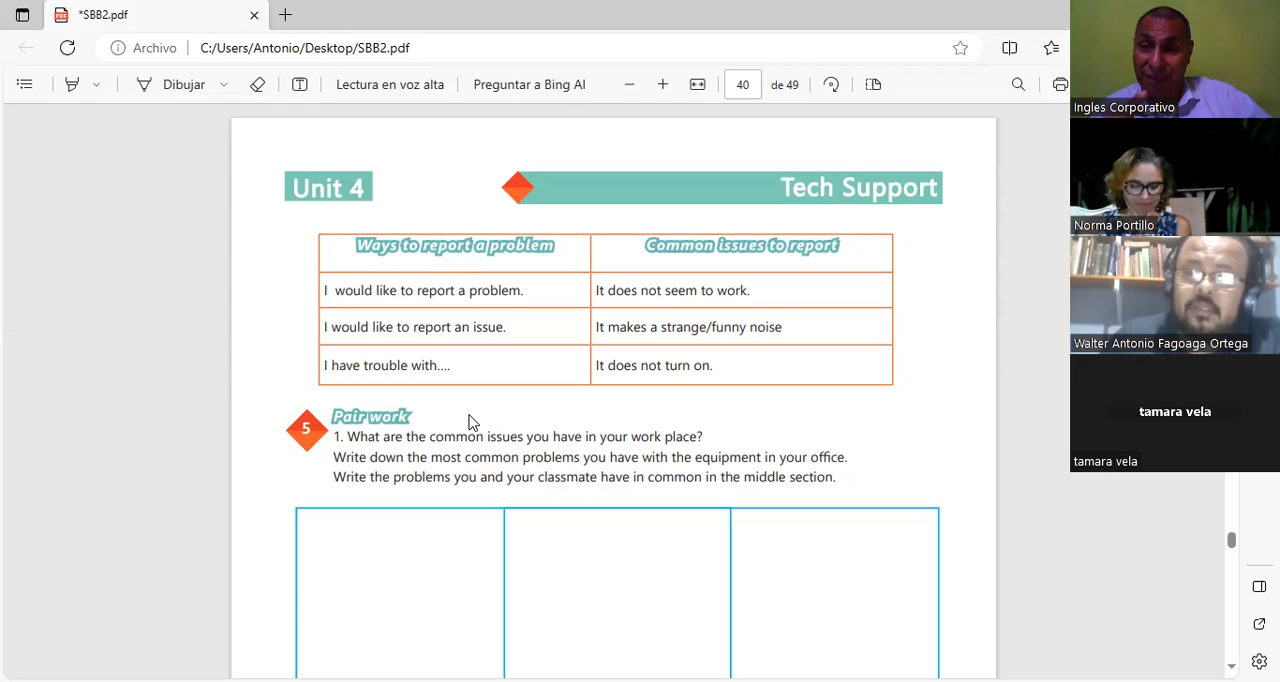 *SBB2.pdf
Archivo
C:/Users/Antonio/Desktop/SBB2.pdf
Dibujar
Lectura en voz alta
Preguntar a Bing AI
40
de 49
Unit 4
Tech Support
Ways to report a problem
Common issues to report
I would like to report a problem.
It does not seem to work.
I would like to report an issue.
It makes a strange/funny noise
I have trouble with....
It does not turn on.
5
Pair work
1. What are the common issues you have in your work place?
Write down the most common problems you have with the equipment in your office.
Write the problems you and your classmate have in common in the middle section.
Ingles Corporativo
Norma Portillo
Walter Antonio Fagoaga Ortega
tamara vela
tamara vela